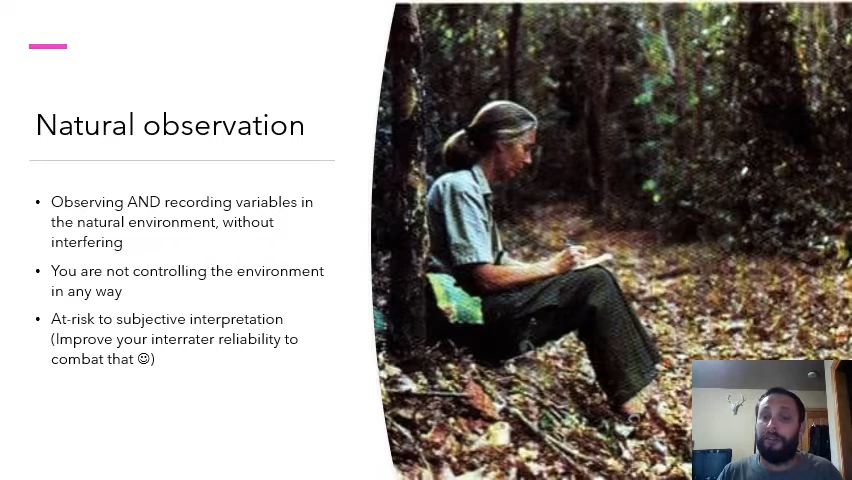 Natural observation
• Observing AND recording variables in
the natural environment, without
interfering
• You are not controlling the environment
in any way
• At-risk to subjective interpretation
(Improve your interrater reliability to
combat that ☺)